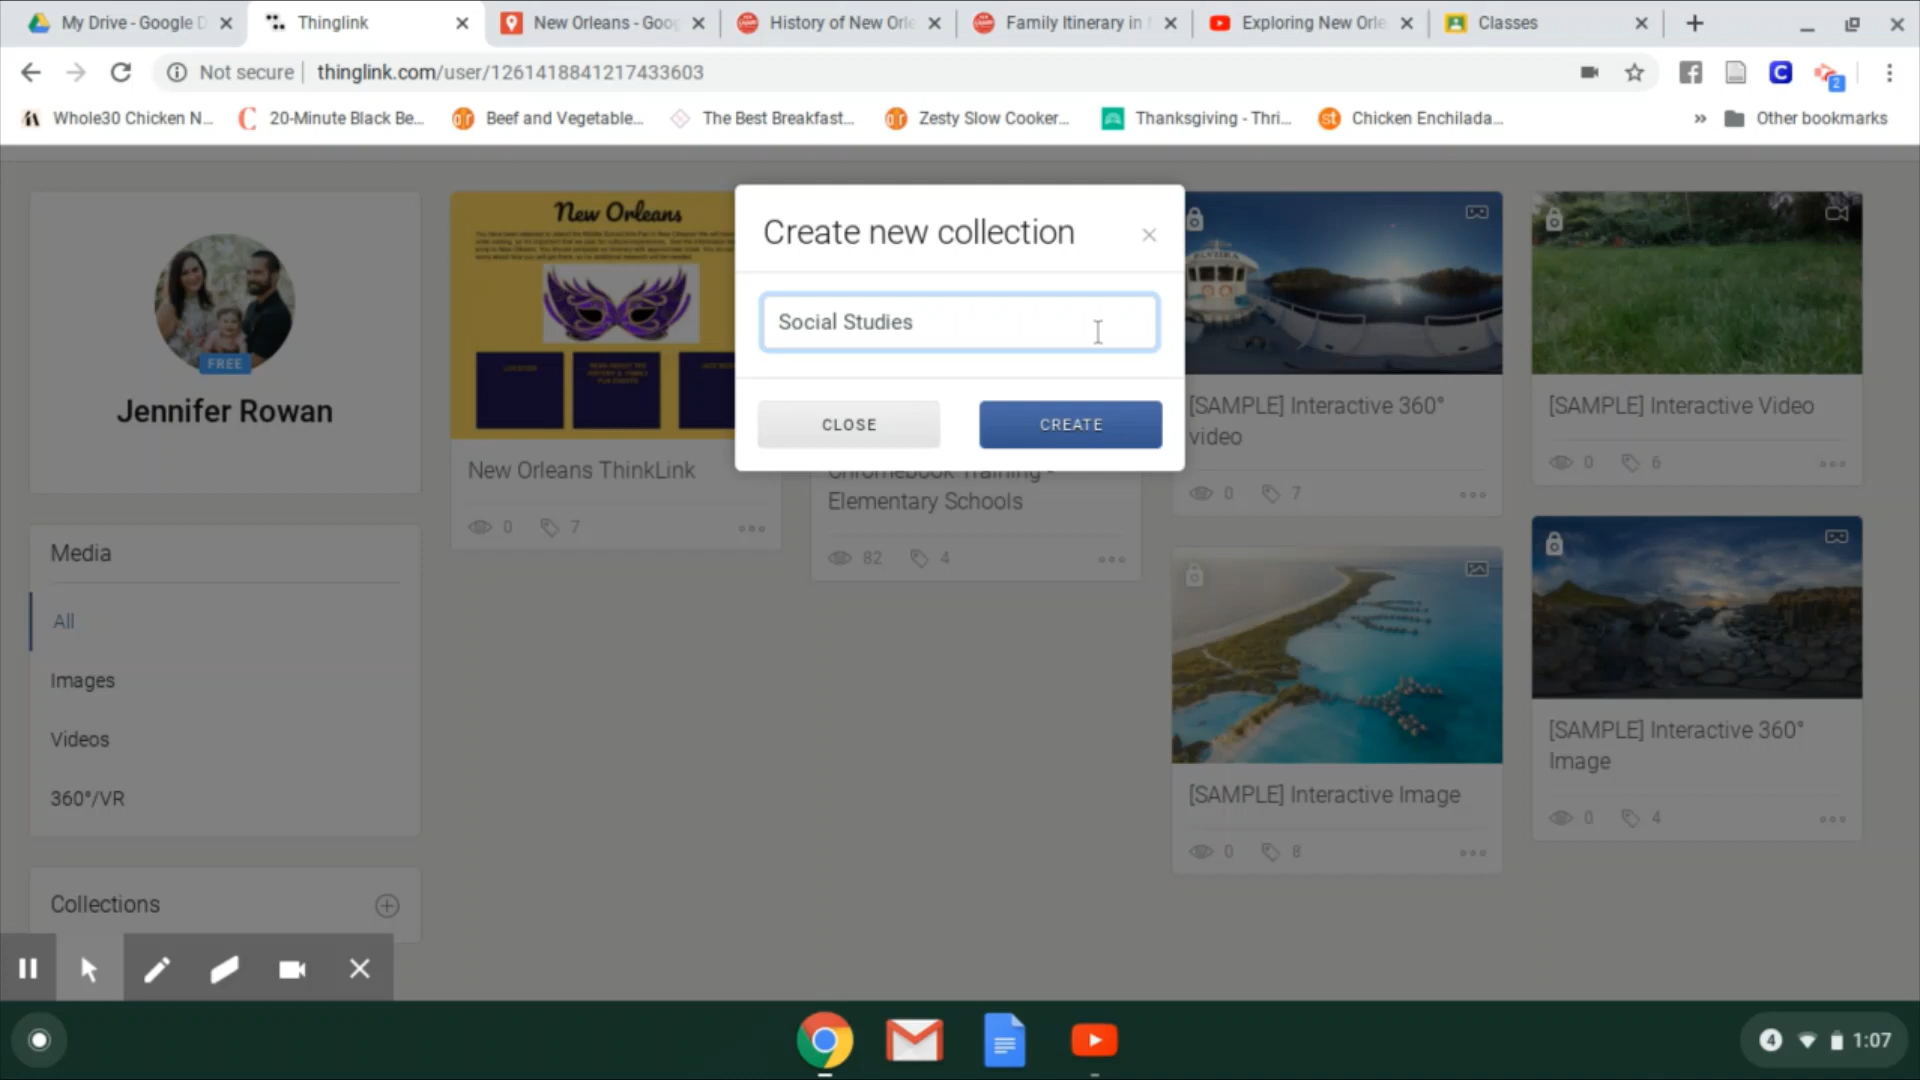 My Drive - Google D
Thinglink
New Orleans - Goog
History of New Orle
Family Itinerary in
Exploring New Orle
Classes
Not secure
thinglink.com/user/1261418841217433603
2
Whole30 Chicken N...
20-Minute Black Be...
Beef and Vegetable...
The Best Breakfast...
Zesty Slow Cooker...
Thanksgiving - Thri...
Chicken Enchilada...
»
Other bookmarks
FREE
Jennifer Rowan
Media
All
Images
Videos
360°/VR
Collections
New Orleans
LOCATION
New Orleans ThinkLink
0
7
Create new collection
Social Studies
CLOSE
CREATE
Chromebook Training -
Elementary Schools
82
4
ELVIIRA
[SAMPLE] Interactive 360°
video
0
7
[SAMPLE] Interactive Image
0
8
[SAMPLE] Interactive Video
0
6
[SAMPLE] Interactive 360°
Image
0
4
4
1:07